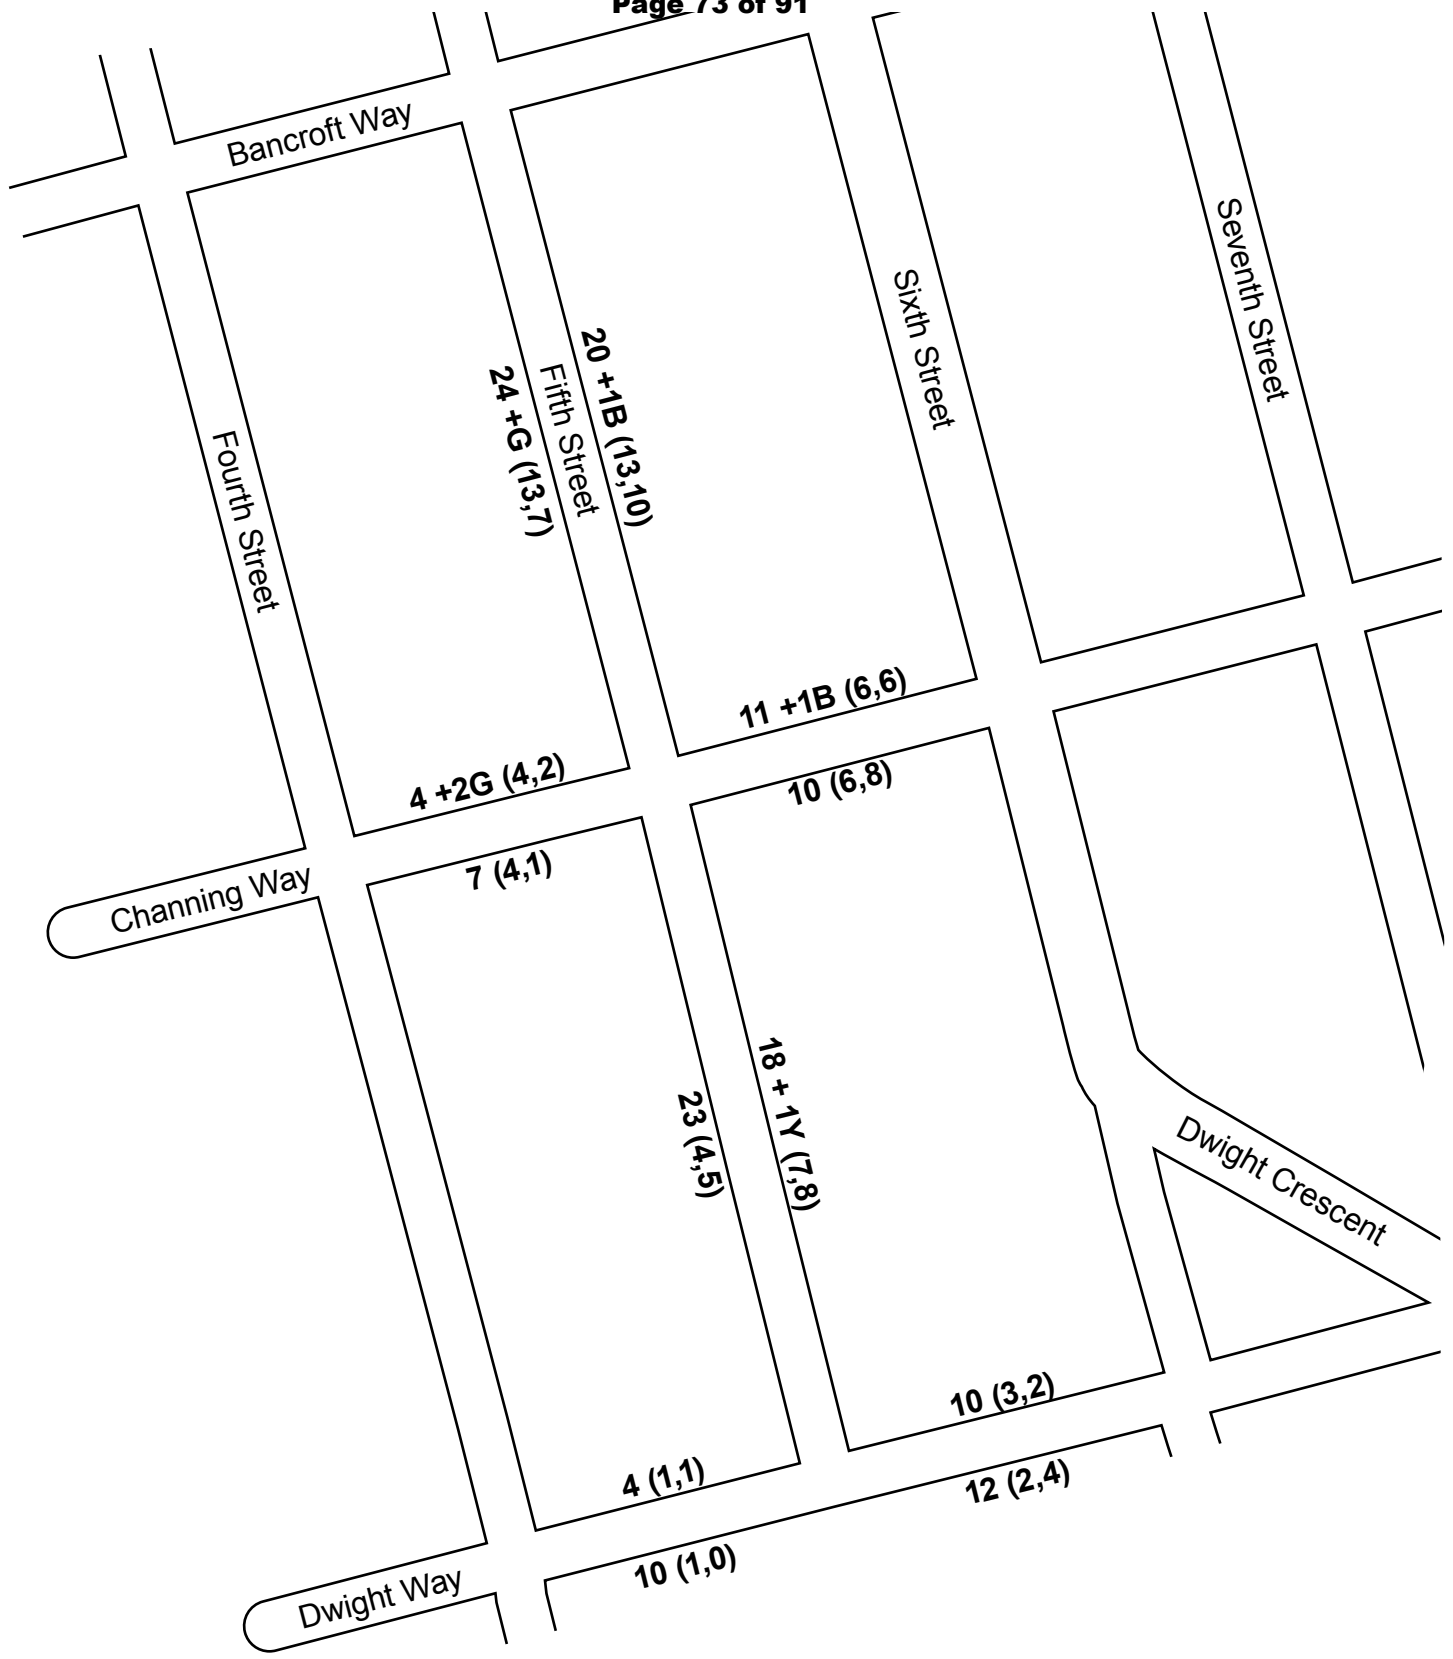 Page 73 of 91
Bancroft Way
Seventh Street
Sixth Street
20 +1B (13,10)
Fifth Street
24 +G (13,7)
Fourth Street
11 +1B (6,6)
4 +2G (4,2)
10 (6,8)
7 (4,1)
Channing Way
18 + 1Y (7,8)
23 (4,5)
Dwight Crescent
10 (3,2)
4 (1,1)
12 (2,4)
10 (1,0)
Dwight Way